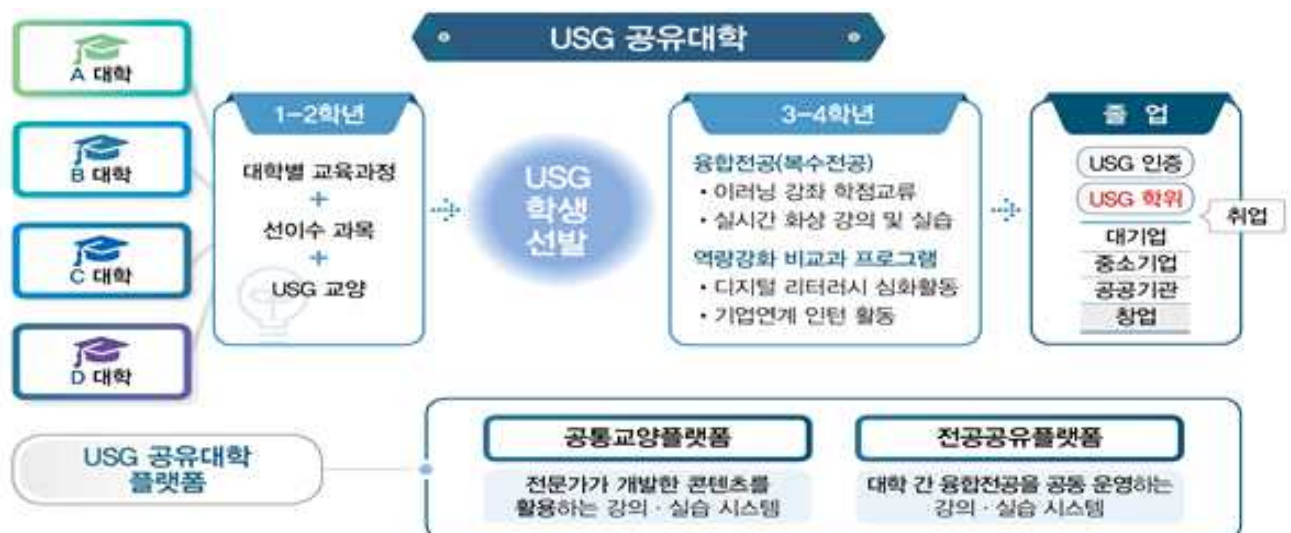 USG 공유대학
A 대학
B 대학
C 대학
D 대학
1-2학년
대학별 교육과정
+
선이수 과목
+
USG 교양
USG
학생
선발
3-4학년
융합전공(복수전공)
• 이러닝 강좌 학점교류
• 실시간 화상 강의 및 실습
역량강화 비교과 프로그램
• 디지털 리터러시 심화활동
• 기업연계 인턴 활동
졸 업
USG 인증
USG 학위
취업
대기업
중소기업
공공기관
창업
USG 공유대학
플랫폼
공통교양플랫폼
전문가가 개발한 콘텐츠를
활용하는 강의 · 실습 시스템
전공공유플랫폼
대학 간 융합전공을 공동 운영하는
강의 · 실습 시스템